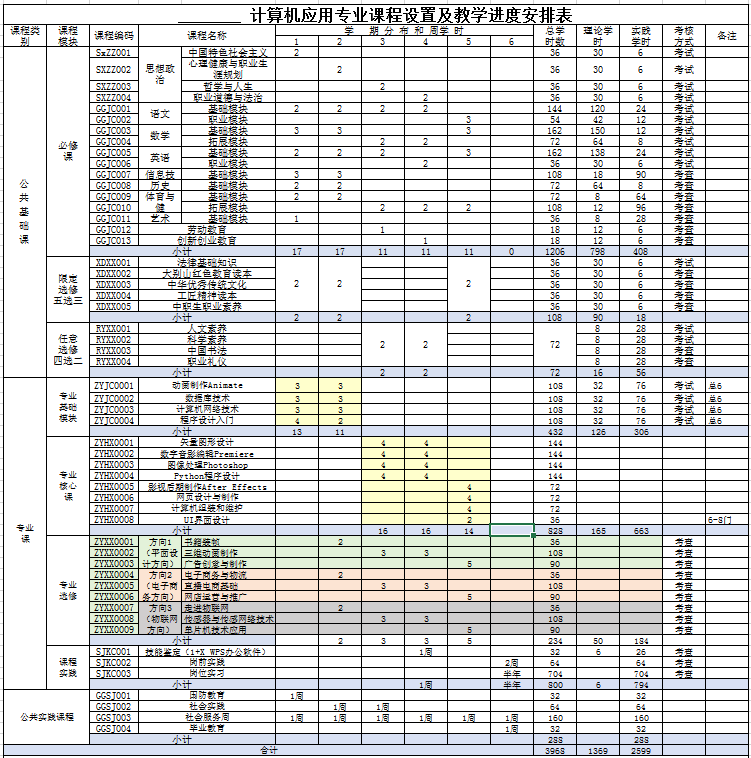 计算机应用专业课程设置及教学进度安排表
课程类别 课程模块 课程编码 课程名称 学 期 分 布 和 周学 时 总学时数 理论学时 实践学时 考核方式 备注
1 2 3 4 5 6
公共基础课
必修课
SxZZ001 思想政治 中国特色社会主义 2 36 30 6 考试
SXZZ002 心理健康与职业生涯规划 2 36 30 6 考试
SXZZ003 哲学与人生 2 36 30 6 考试
SXZZ004 职业道德与法治 2 36 30 6 考试
GGJC001 语文 基础模块 2 2 2 2 144 120 24 考试
GGJC002 职业模块 3 54 42 12 考试
GGJC003 数学 基础模块 3 3 3 162 150 12 考试
GGJC004 拓展模块 2 2 72 64 8 考试
GGJC005 英语 基础模块 2 2 2 3 162 138 24 考试
GGJC006 职业模块 2 36 30 6 考试
GGJC007 信息技 基础模块 3 3 108 18 90 考查
GGJC008 历史 基础模块 2 2 72 64 8 考查
GGJC009 体育与健 基础模块 2 2 72 8 64 考查
GGJC010 拓展模块 2 2 2 108 12 96 考查
GGJC011 艺术 基础模块 1 36 8 28 考查
GGJC012 劳动教育 1 18 12 6 考查
GGJC013 创新创业教育 1 18 12 6 考查
小计 17 17 11 11 11 0 1206 798 408
限定选修五选三
XDXX001 法律基础知识 2 2 2 36 30 6 考试
XDXX002 大别山红色教育读本 36 30 6 考查
XDXX003 中华优秀传统文化 36 30 6 考查
XDXX004 工匠精神读本 36 30 6 考查
XDXX005 中职生职业素养 36 30 6 考查
小计 2 2 2 108 90 18
任意选修四选二
RYXX001 人文素养 2 2 72 8 28 考试
RYXX002 科学素养 8 28 考查
RYXX003 中国书法 8 28 考查
RYXX004 职业礼仪 8 28 考查
小计 2 2 72 16 56
专业课
专业基础模块
ZYJC0001 动画制作Animate 3 3 108 32 76 考试 总6
ZYJC0002 数据库技术 3 3 108 32 76 考试 总6
ZYJC0003 计算机网络技术 3 3 108 32 76 考试 总6
ZYJC0004 程序设计入门 4 2 108 32 76 考试 总6
小计 13 11 432 126 306
专业核心课
ZYHX0001 矢量图形设计 4 4 144
ZYHX0002 数字音影编辑Premiere 4 4 144
ZYHX0003 图像处理Photoshop 4 4 144
ZYHX0004 Python程序设计 4 4 144
ZYHX0005 影视后期制作After Effects 5 72
ZYHX0006 网页设计与制作 4 72
ZYHX0007 计算机组装和维护 4 72
ZYHX0008 UI界面设计 2 36 6-8门
小计 16 16 14 828 165 663
专业选修
ZYXX0001 方向1（平面设计方向） 书籍装帧 2 36 考查
ZYXX0002 三维动画制作 3 3 108 考查
ZYXX0003 广告创意与制作 5 90 考查
ZYXX0004 方向2（电子商务方向） 电子商务与物流 2 36 考查
ZYXX0005 直播电商基础 3 3 108 考查
ZYXX0006 网店运营与推广 5 90 考查
ZYXX0007 方向3（物联网方向） 走进物联网 2 36 考查
ZYXX0008 传感器与传感网络技术 3 3 108 考查
ZYXX0009 单片机技术应用 5 90 考查
小计 2 3 3 5 234 50 184
课程实践
SJKC001 技能鉴定（1+X WPS办公软件） 1周 32 6 26 考查
SJKC002 岗前实践 2周 64 64 考查
SJKC003 岗位实习 半年 704 704 考查
小计 1周 半年 800 6 794
公共实践课程
GGSJ001 国防教育 1周 32 32
GGSJ002 社会实践 1周 1周 64 64
GGSJ003 社会服务周 1周 1周 1周 1周 1周 1周 160 160
GGSJ004 毕业教育 1周 32 32
小计 288 288
合计 3968 1369 2599